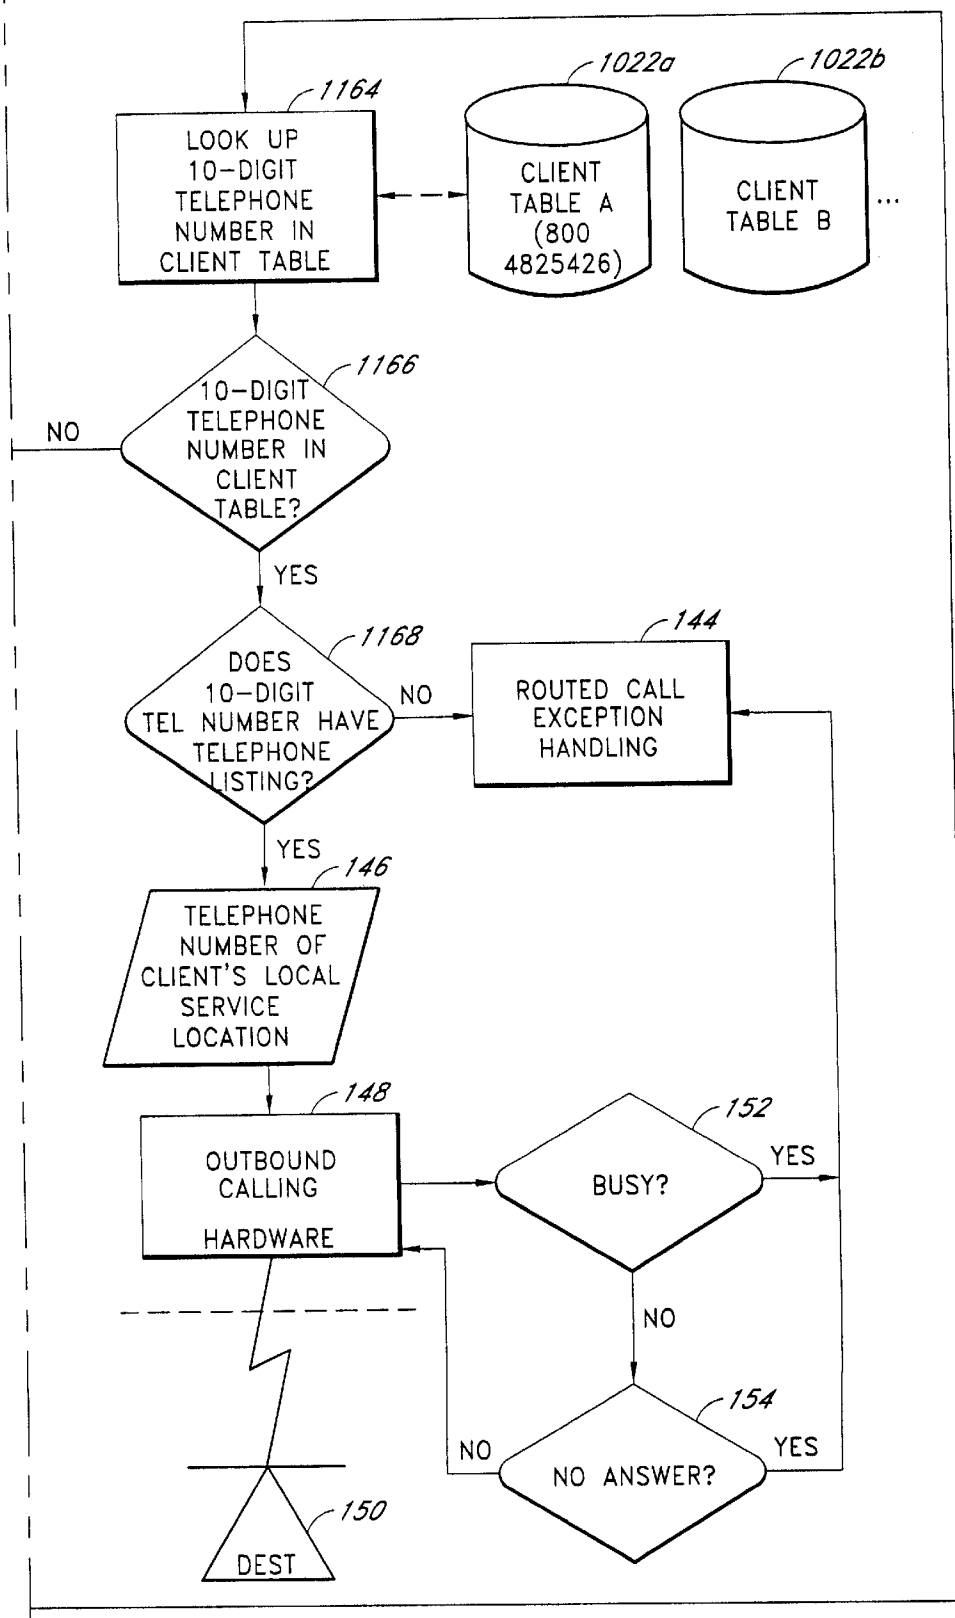 1164
1022a
1022b
LOOK UP
10-DIGIT
TELEPHONE
NUMBER IN
CLIENT TABLE
CLIENT
TABLE A
(800
4825426)
CLIENT
TABLE B
...
1166
10-DIGIT
TELEPHONE
NUMBER IN
CLIENT
TABLE?
NO
YES
1168
DOES
10-DIGIT
TEL NUMBER HAVE
TELEPHONE
LISTING?
NO
144
ROUTED CALL
EXCEPTION
HANDLING
YES
146
TELEPHONE
NUMBER OF
CLIENT'S LOCAL
SERVICE
LOCATION
148
OUTBOUND
CALLING
HARDWARE
152
BUSY?
YES
NO
154
NO ANSWER?
NO
YES
150
DEST